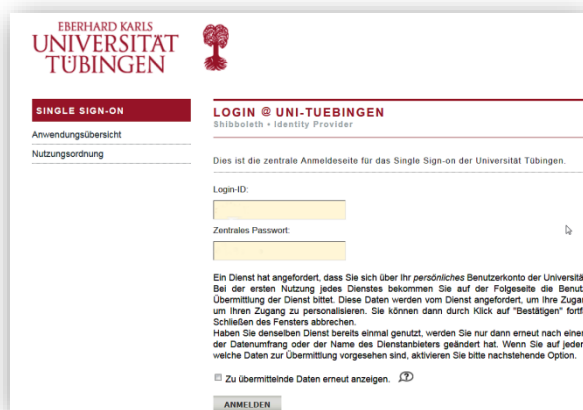 EBERHARD KARLS
UNIVERSITÄT
TÜBINGEN
SINGLE SIGN-ON
Anwendungsübersicht
Nutzungsordnung
LOGIN @ UNI-TUEBINGEN
Shibboleth • Identity Provider
Dies ist die zentrale Anmeldeseite für das Single Sign-on der Universität Tübingen.
Login-ID:
Zentrales Passwort:
Ein Dienst hat angefordert, dass Sie sich über Ihr persönliches Benutzerkonto der Universitä
Bei der ersten Nutzung jedes Dienstes bekommen Sie auf der Folgeseite die Benut
Übermittlung der Dienst bittet. Diese Daten werden vom Dienst angefordert, um Ihre Zugan
um Ihren Zugang zu personalisieren. Sie können dann durch Klick auf "Bestätigen" fortf
Schließen des Fensters abbrechen.
Haben Sie denselben Dienst bereits einmal genutzt, werden Sie nur dann erneut nach einer
der Datenumfang oder der Name des Dienstanbieters geändert hat. Wenn Sie auf jeden
welche Daten zur Übermittlung vorgesehen sind, aktivieren Sie bitte nachstehende Option.
Zu übermittelnde Daten erneut anzeigen.
ANMELDEN